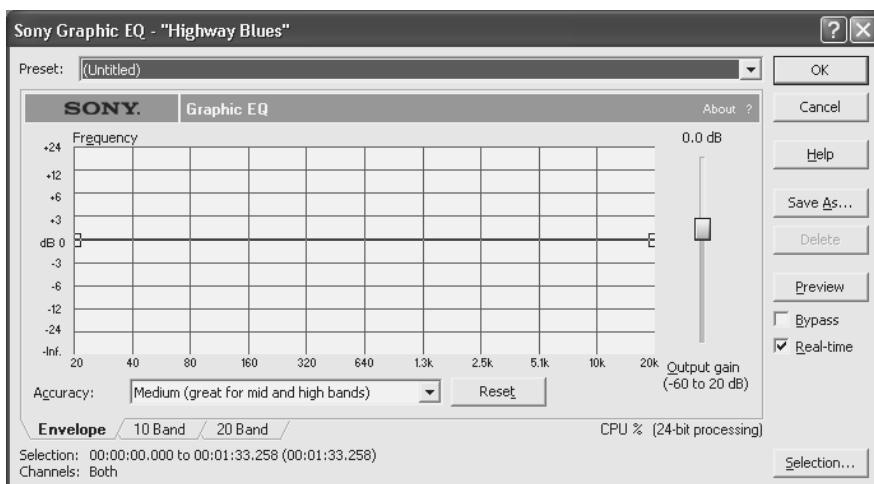 Sony Graphic EQ - "Highway Blues"
Preset: (Untitled)
OK
SONY. Graphic EQ About ?
Cancel
Frequency
0.0 dB
+24
+12
+6
+3
dB 0
-3
-6
-12
-24
-Inf.
20 40 80 160 320 640 1.3k 2.5k 5.1k 10k 20k
Output gain
(-60 to 20 dB)
Help
Save As...
Delete
Preview
Bypass
Real-time
Accuracy: Medium (great for mid and high bands) Reset
Envelope 10 Band 20 Band
CPU % (24-bit processing)
Selection: 00:00:00.000 to 00:01:33.258 (00:01:33.258)
Channels: Both
Selection...